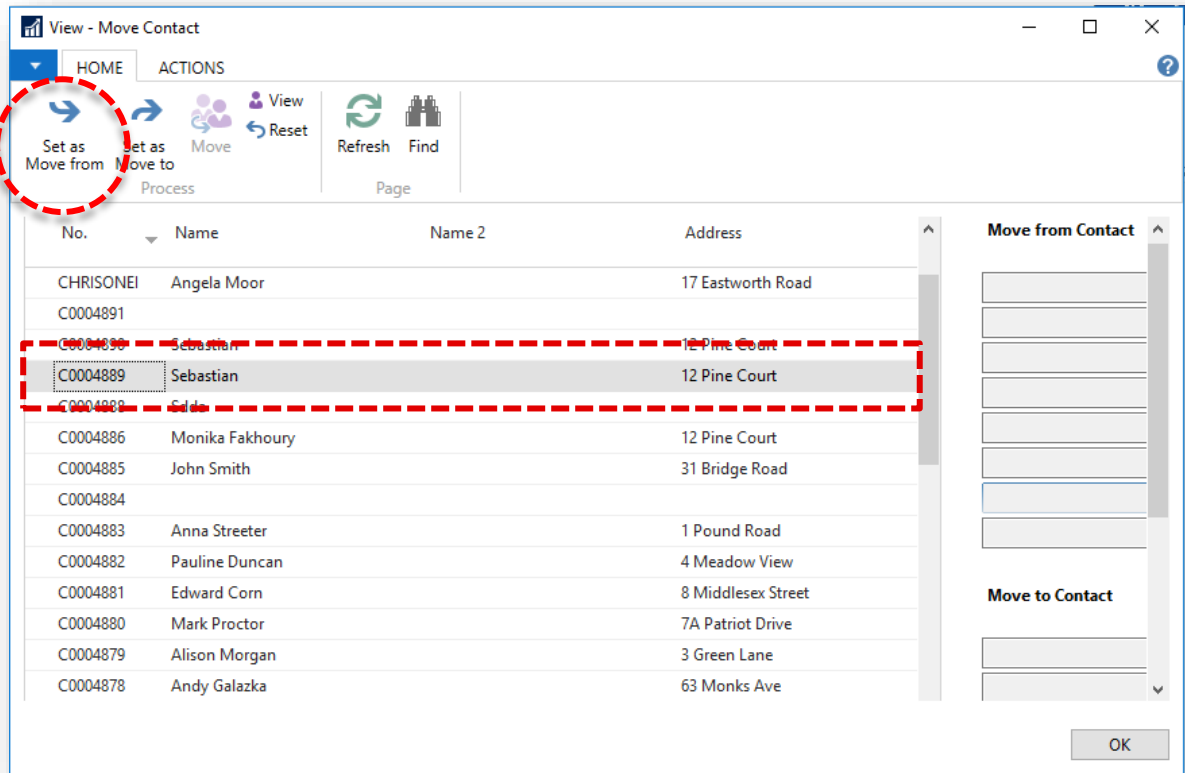 View - Move Contact
HOME ACTIONS
View
Reset
Set as Move from
Set as Move to
Move
Refresh
Find
Process
Page
No. Name Name 2 Address
CHRISONEI Angela Moor 17 Eastworth Road
C0004891
C0004890 Sebastian 12 Pine Court
C0004889 Sebastian 12 Pine Court
C0004888
C0004886 Monika Fakhoury 12 Pine Court
C0004885 John Smith 31 Bridge Road
C0004884
C0004883 Anna Streeter 1 Pound Road
C0004882 Pauline Duncan 4 Meadow View
C0004881 Edward Corn 8 Middlesex Street
C0004880 Mark Proctor 7A Patriot Drive
C0004879 Alison Morgan 3 Green Lane
C0004878 Andy Galazka 63 Monks Ave
Move from Contact
Move to Contact
OK